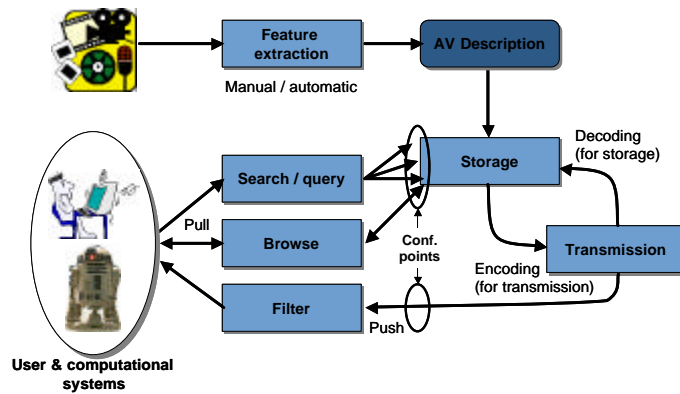 Feature
extraction
AV Description
Manual / automatic
Search / query
Storage
Decoding
(for storage)
Pull
Browse
Conf.
points
Transmission
Encoding
(for transmission)
Filter
Push
User & computational
systems